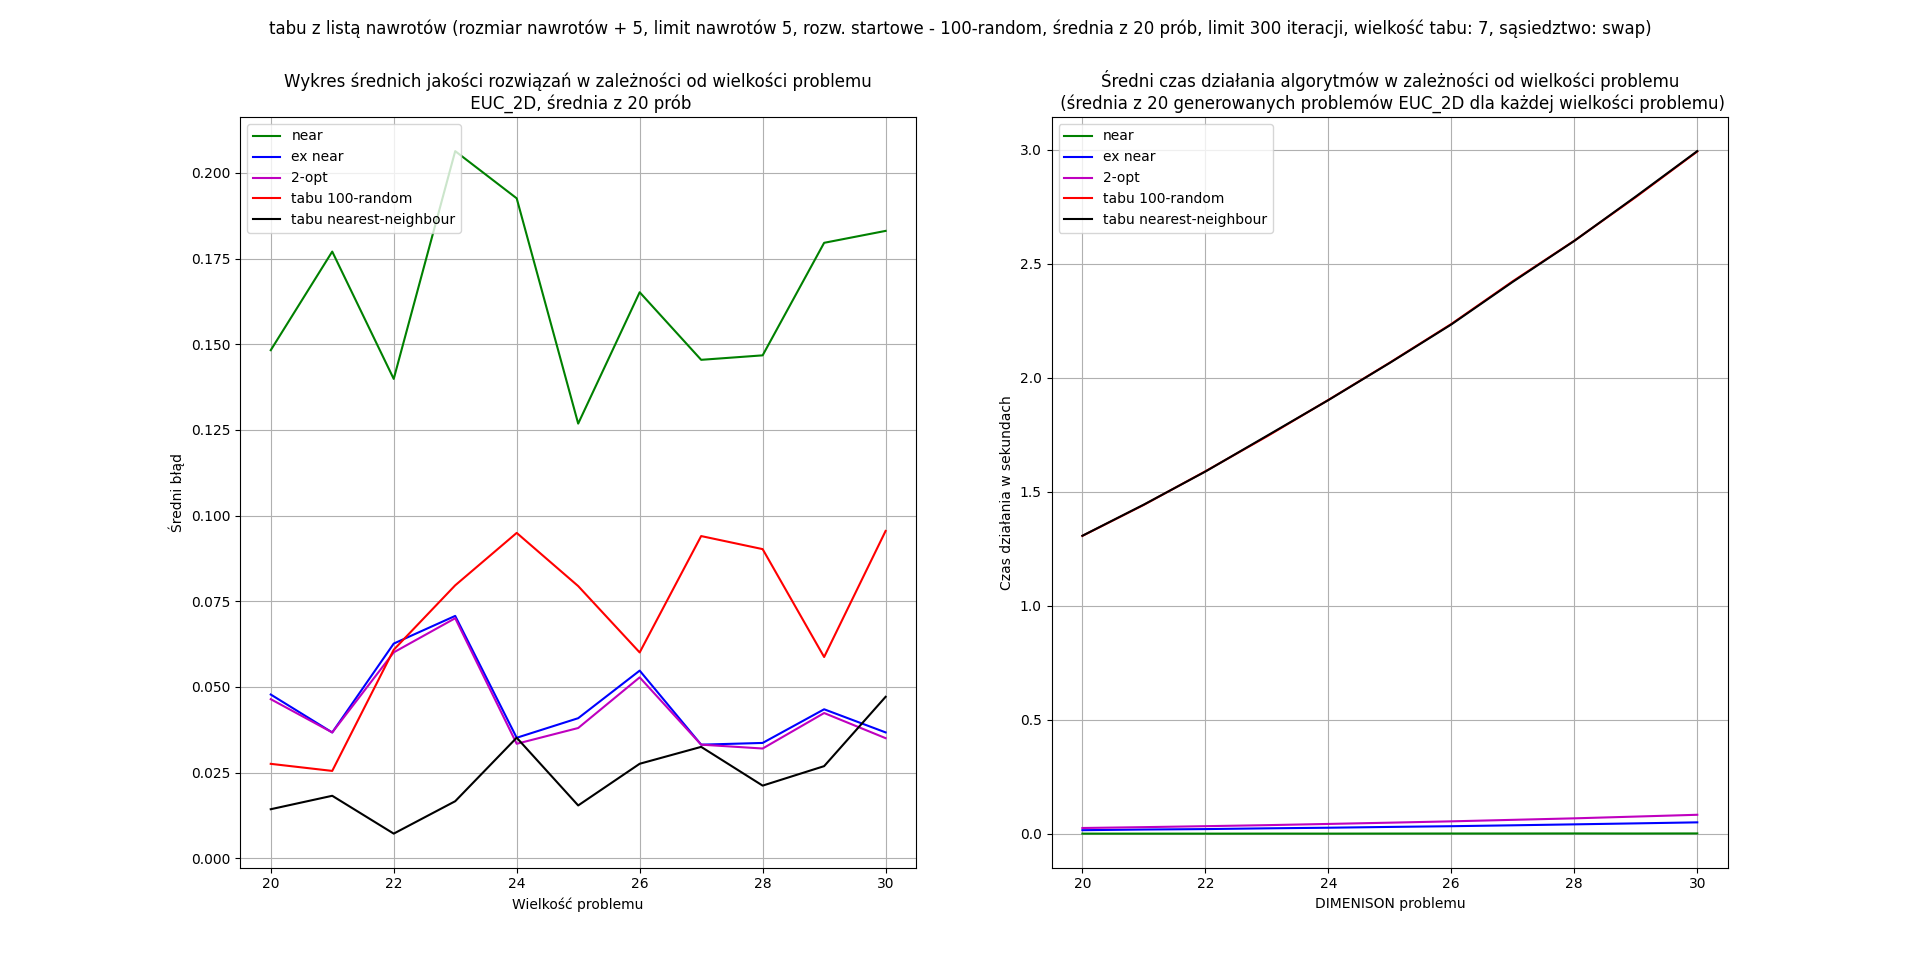 tabu z listą nawrotów (rozmiar nawrotów + 5, limit nawrotów 5, rozw. startowe - 100-random, średnia z 20 prób, limit 300 iteracji, wielkość tabu: 7, sąsiedztwo: swap)
Wykres średnich jakości rozwiązań w zależności od wielkości problemu
EUC_2D, średnia z 20 prób
near
ex near
2-opt
tabu 100-random
tabu nearest-neighbour
0.200
0.175
0.150
0.125
0.100
0.075
0.050
0.025
0.000
Średni błąd
20 22 24 26 28 30
Wielkość problemu
Średni czas działania algorytmów w zależności od wielkości problemu
(średnia z 20 generowanych problemów EUC_2D dla każdej wielkości problemu)
near
ex near
2-opt
tabu 100-random
tabu nearest-neighbour
3.0
2.5
2.0
1.5
1.0
0.5
0.0
Czas działania w sekundach
20 22 24 26 28 30
DIMENISON problemu